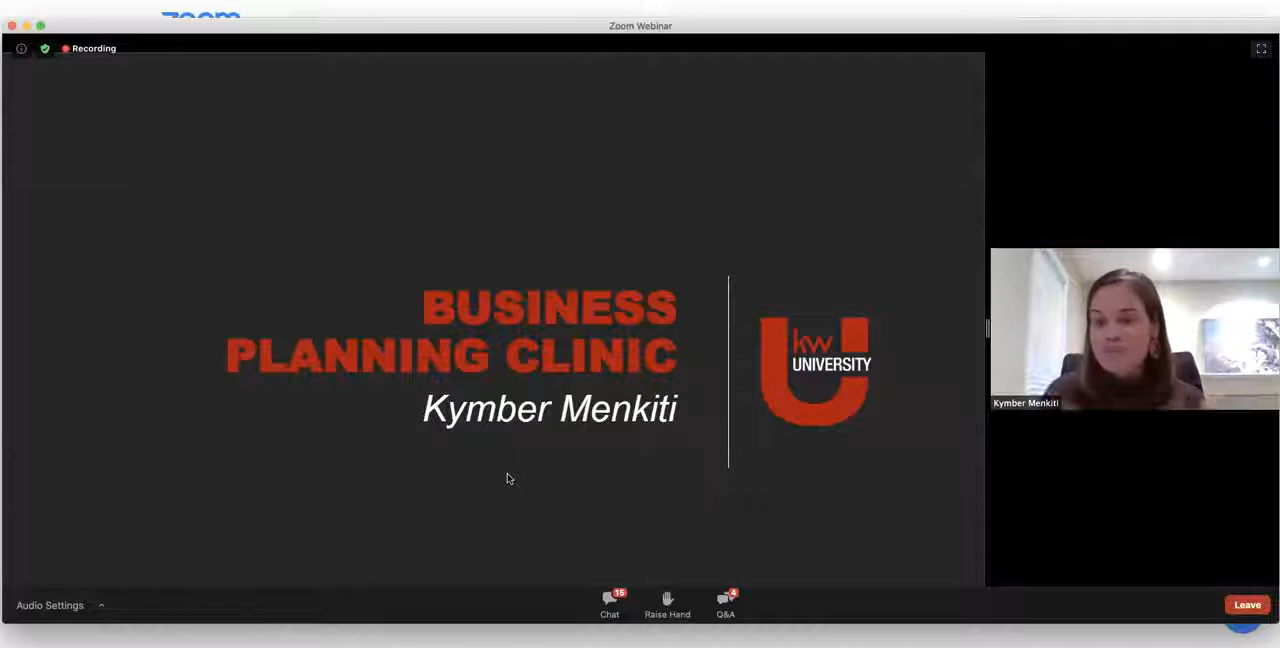 zoom
Zoom Webinar
Recording
BUSINESS
PLANNING CLINIC
Kymber Menkiti
kw
UNIVERSITY
Kymber Menkiti
Audio Settings
15
4
Chat
Raise Hand
Q&A
Leave